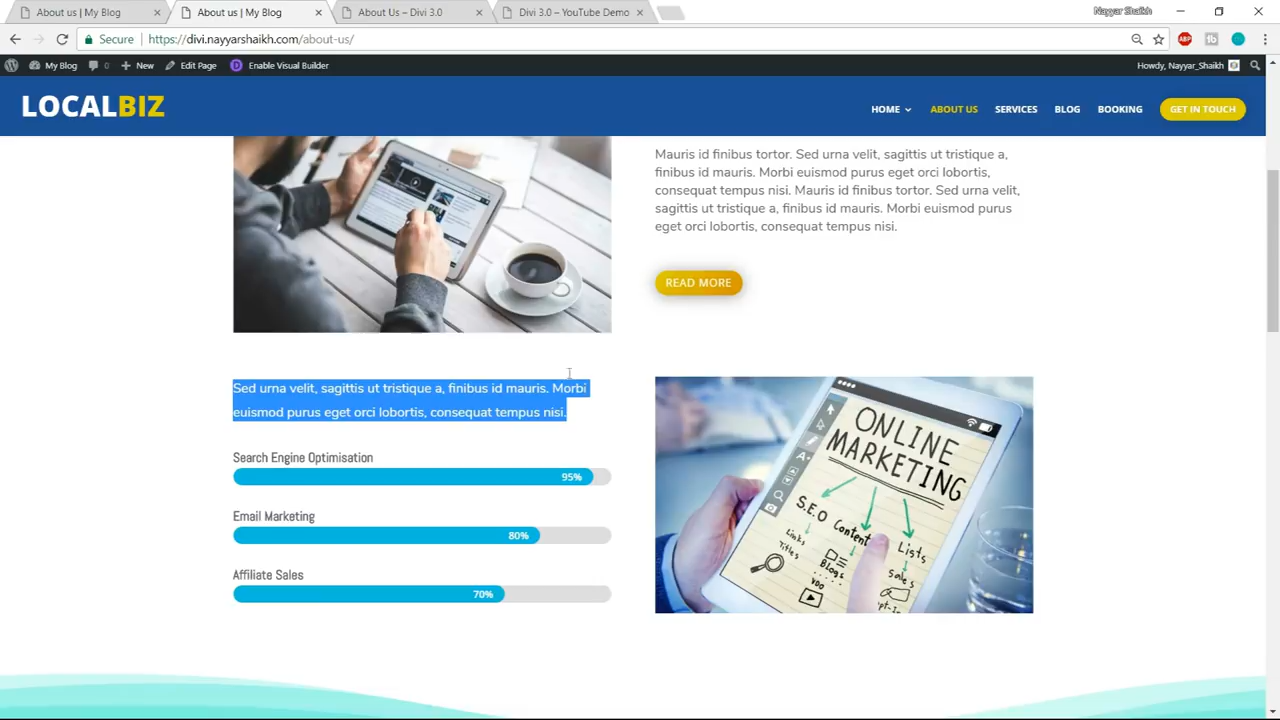 About us | My Blog
About us | My Blog
About Us – Divi 3.0
Divi 3.0 – YouTube Demo
Nayyar Shaikh
Secure
https://divi.nayyarshaikh.com/about-us/
ABP
My Blog
0
New
Edit Page
D
Enable Visual Builder
Howdy, Nayyar_Shaikh
LOCALBIZ
HOME
ABOUT US
SERVICES
BLOG
BOOKING
GET IN TOUCH
Mauris id finibus tortor. Sed urna velit, sagittis ut tristique a,
finibus id mauris. Morbi euismod purus eget orci lobortis,
consequat tempus nisi. Mauris id finibus tortor. Sed urna velit,
sagittis ut tristique a, finibus id mauris. Morbi euismod purus
eget orci lobortis, consequat tempus nisi.
READ MORE
Sed urna velit, sagittis ut tristique a, finibus id mauris. Morbi
euismod purus eget orci lobortis, consequat tempus nisi.
Search Engine Optimisation
95%
Email Marketing
80%
Affiliate Sales
70%
ONLINE
MARKETING
S.E.O
Content
Lists
Links
Titles
Blogs
Sales